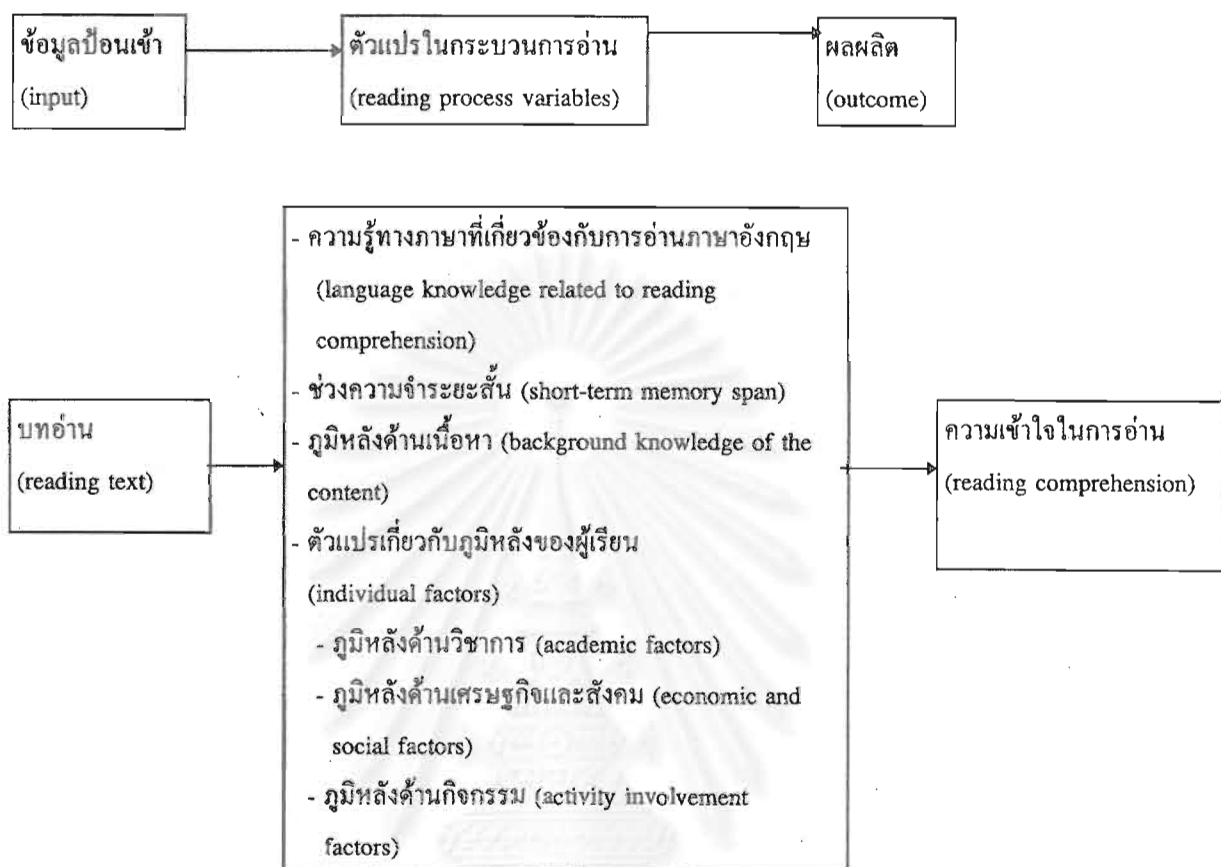 ข้อมูลป้อนเข้า
(input)
ตัวแปรในกระบวนการอ่าน
(reading process variables)
ผลผลิต
(outcome)
บทอ่าน
(reading text)
- ความรู้ทางภาษาที่เกี่ยวข้องกับการอ่านภาษาอังกฤษ
(language knowledge related to reading
comprehension)
- ช่วงความจำระยะสั้น (short-term memory span)
- ภูมิหลังด้านเนื้อหา (background knowledge of the
content)
- ตัวแปรเกี่ยวกับภูมิหลังของผู้เรียน
(individual factors)
- ภูมิหลังด้านวิชาการ (academic factors)
- ภูมิหลังด้านเศรษฐกิจและสังคม (economic and
social factors)
- ภูมิหลังด้านกิจกรรม (activity involvement
factors)
ความเข้าใจในการอ่าน
(reading comprehension)